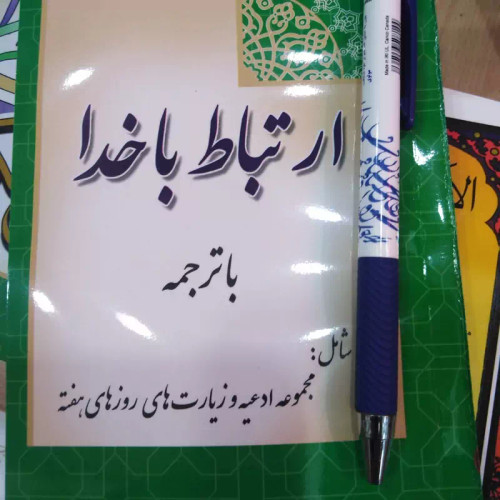 ارتباط با خدا
با ترجمه
شامل:
مجموعه ادعیه و زیارت های روزهای هفته